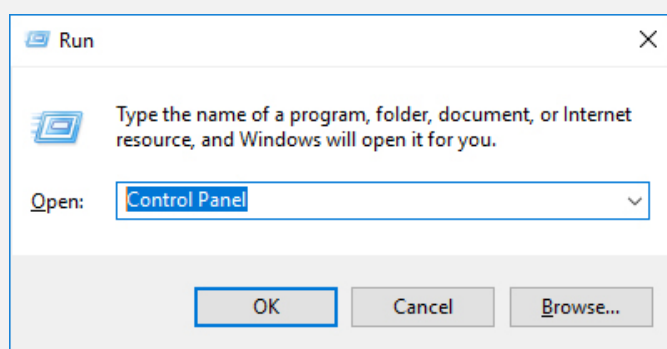 Run
Type the name of a program, folder, document, or Internet
resource, and Windows will open it for you.
Open: Control Panel
OK Cancel Browse...